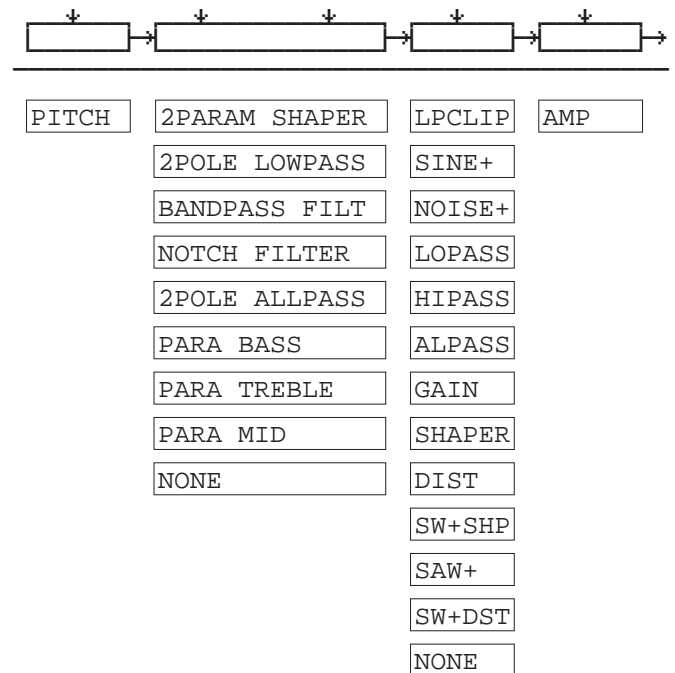 PITCH 2PARAM SHAPER LPCLIP AMP
2POLE LOWPASS SINE+
BANDPASS FILT NOISE+
NOTCH FILTER LOPASS
2POLE ALLPASS HIPASS
PARA BASS ALPASS
PARA TREBLE GAIN
PARA MID SHAPER
NONE DIST
SW+SHP
SAW+
SW+DST
NONE